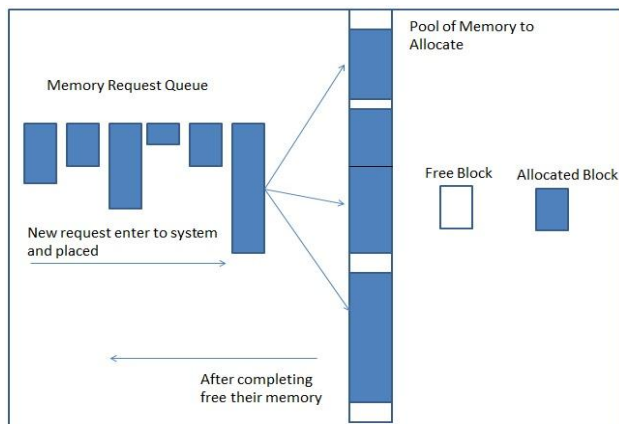 Pool of Memory to
Allocate
Memory Request Queue
Free Block
Allocated Block
New request enter to system
and placed
After completing
free their memory